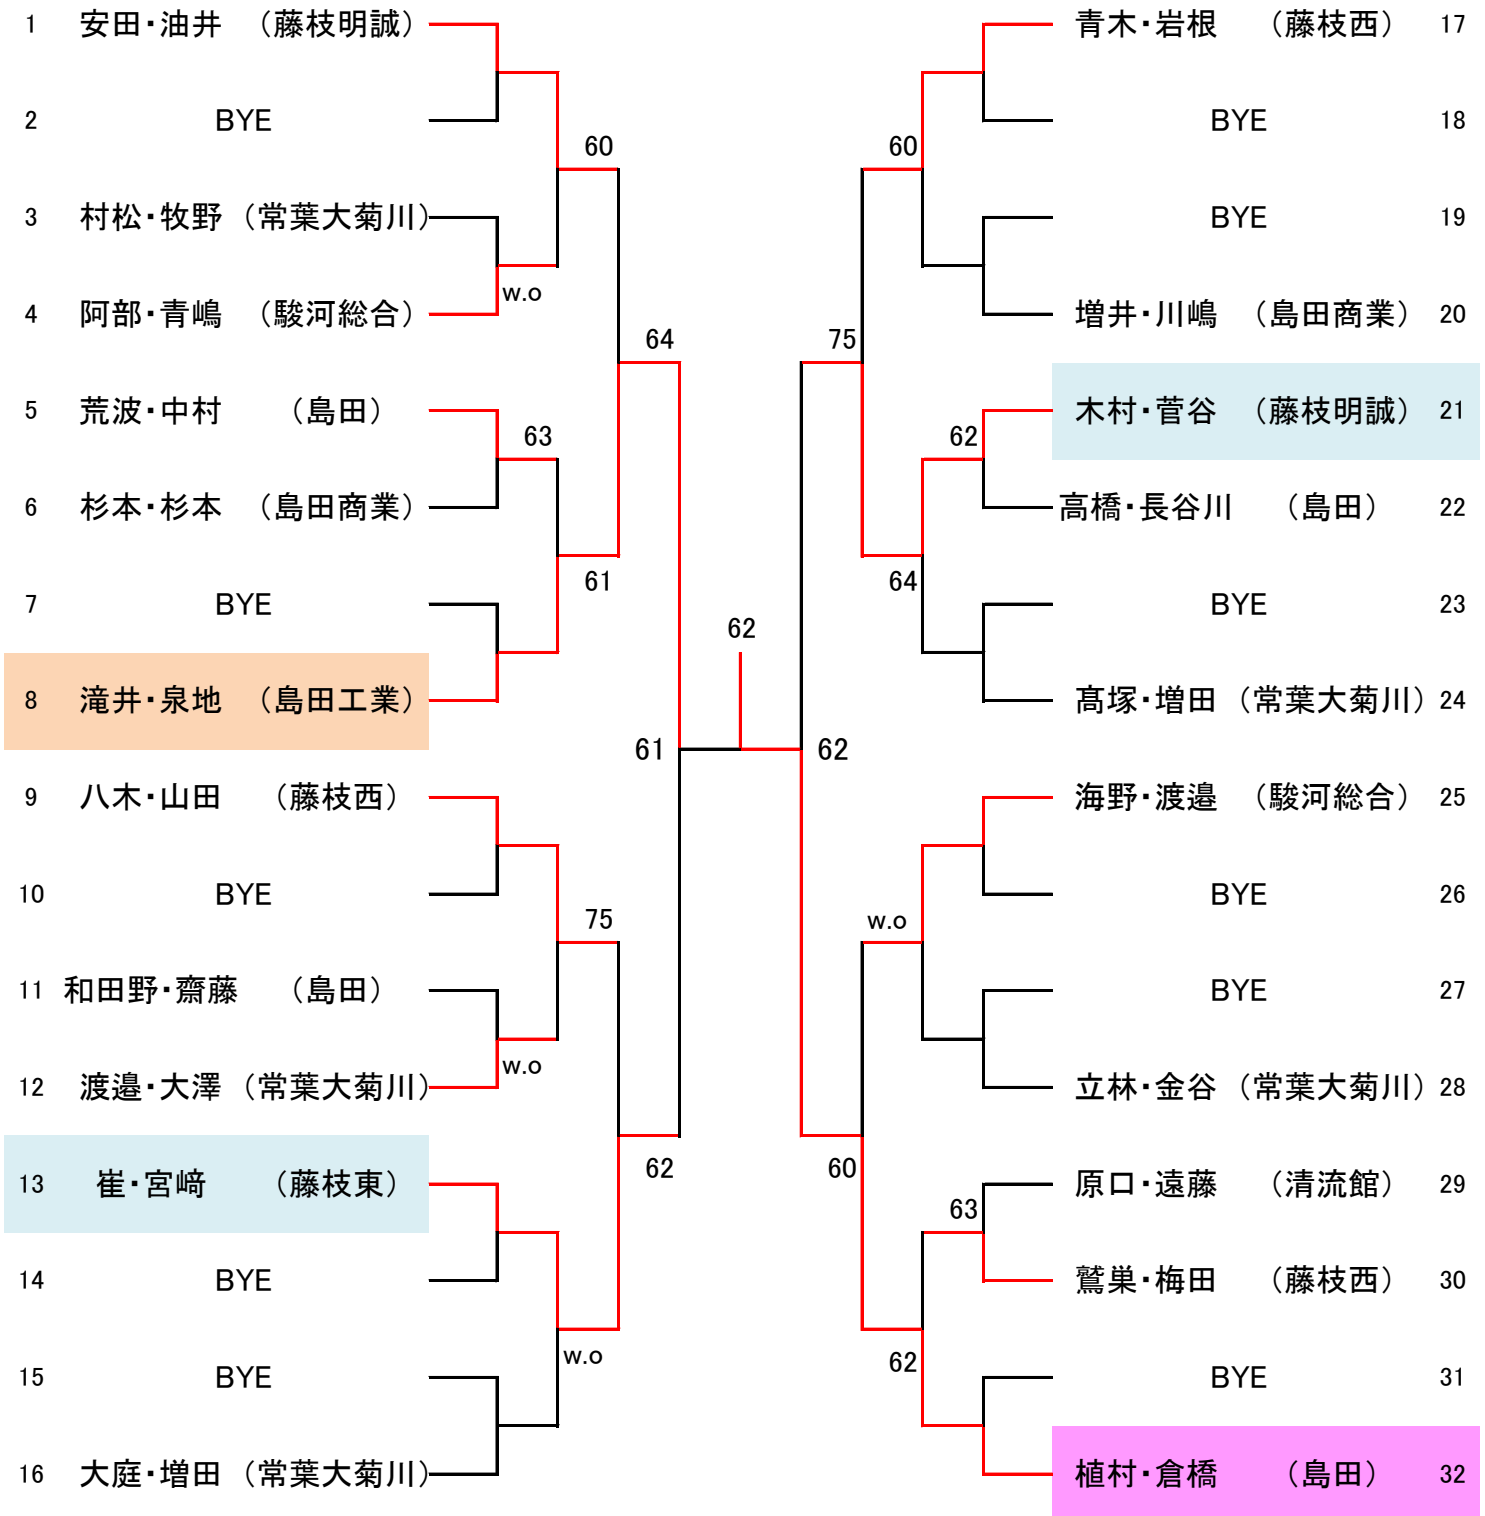 1 安田・油井 （藤枝明誠）
2 BYE
60
3 村松・牧野 （常葉大菊川）
w.o
4 阿部・青嶋 （駿河総合）
64
5 荒波・中村 （島田）
63
6 杉本・杉本 （島田商業）
61
7 BYE
8 滝井・泉地 （島田工業）
61
9 八木・山田 （藤枝西）
10 BYE
75
11 和田野・齋藤 （島田）
w.o
12 渡邉・大澤 （常葉大菊川）
62
13 崔・宮﨑 （藤枝東）
14 BYE
w.o
15 BYE
16 大庭・増田 （常葉大菊川）
62
青木・岩根 （藤枝西） 17
BYE 18
60
BYE 19
増井・川嶋 （島田商業） 20
75
木村・菅谷 （藤枝明誠） 21
62
高橋・長谷川 （島田） 22
64
BYE 23
髙塚・増田 （常葉大菊川） 24
62
海野・渡邉 （駿河総合） 25
BYE 26
w.o
BYE 27
立林・金谷 （常葉大菊川） 28
60
原口・遠藤 （清流館） 29
63
鷲巣・梅田 （藤枝西） 30
62
BYE 31
植村・倉橋 （島田） 32